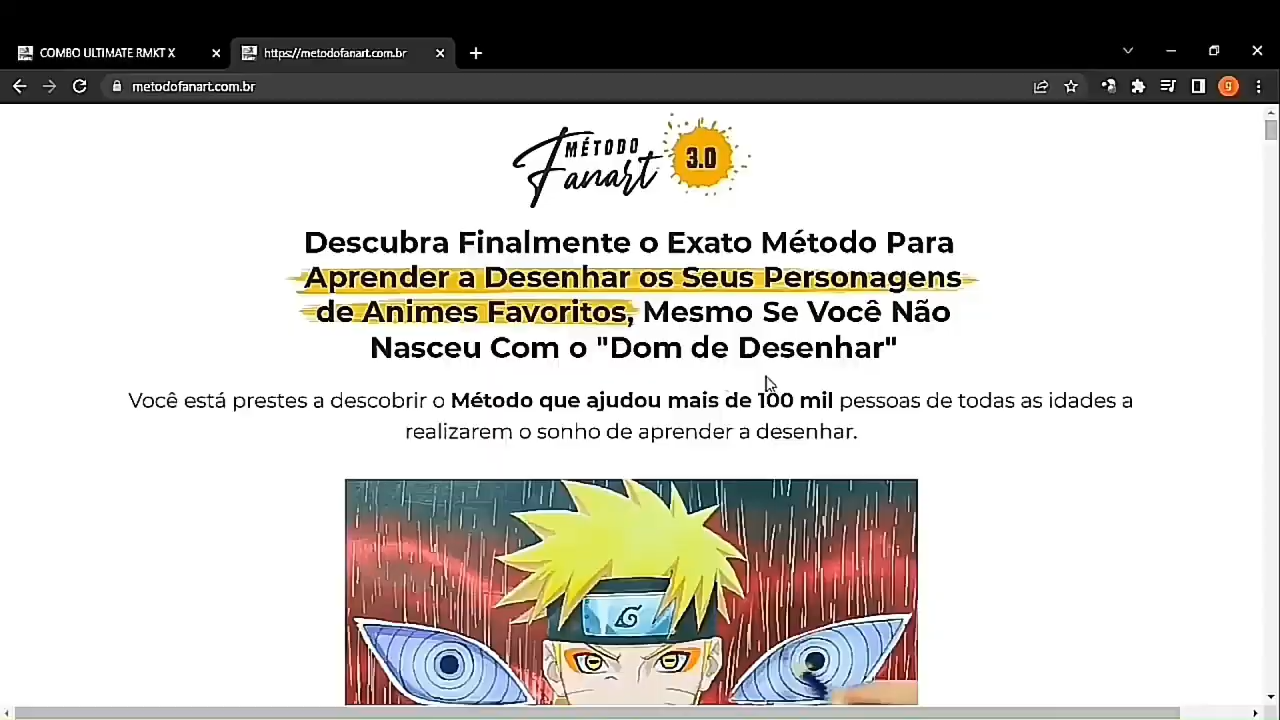 COMBO ULTIMATE RMKT X
https://metodofanart.com.br
metodofanart.com.br
g
MÉTODO
Fanart
3.0
Descubra Finalmente o Exato Método Para
Aprender a Desenhar os Seus Personagens
de Animes Favoritos, Mesmo Se Você Não
Nasceu Com o "Dom de Desenhar"
Você está prestes a descobrir o Método que ajudou mais de 100 mil pessoas de todas as idades a
realizarem o sonho de aprender a desenhar.